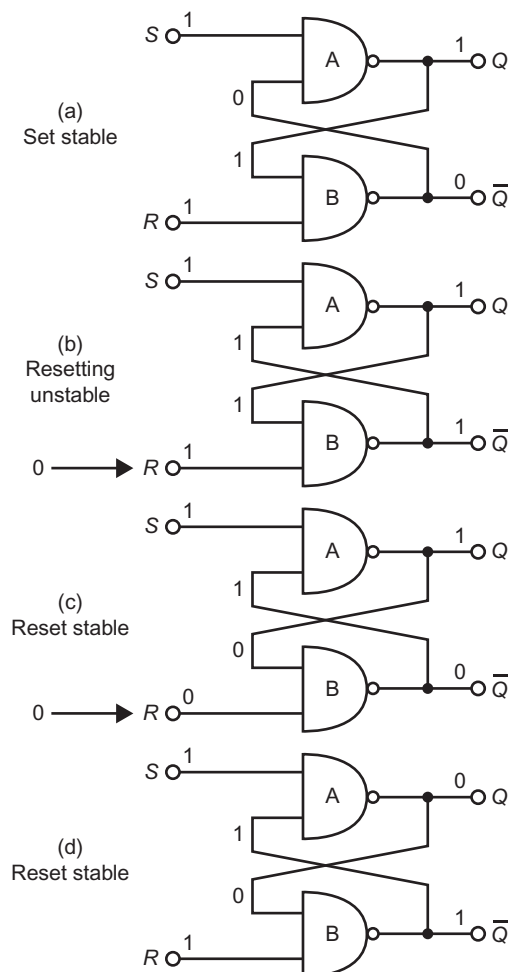 S 1 A 1 Q
0
(a)
Set stable
1
B 0 Q̅
R 1
S 1 A 1 Q
1
(b)
Resetting
unstable
1
B 1 Q̅
0 R 1
S 1 A 1 Q
1
(c)
Reset stable
0
B 0 Q̅
0 R 0
S 1 A 0 Q
1
(d)
Reset stable
0
B 1 Q̅
R 1